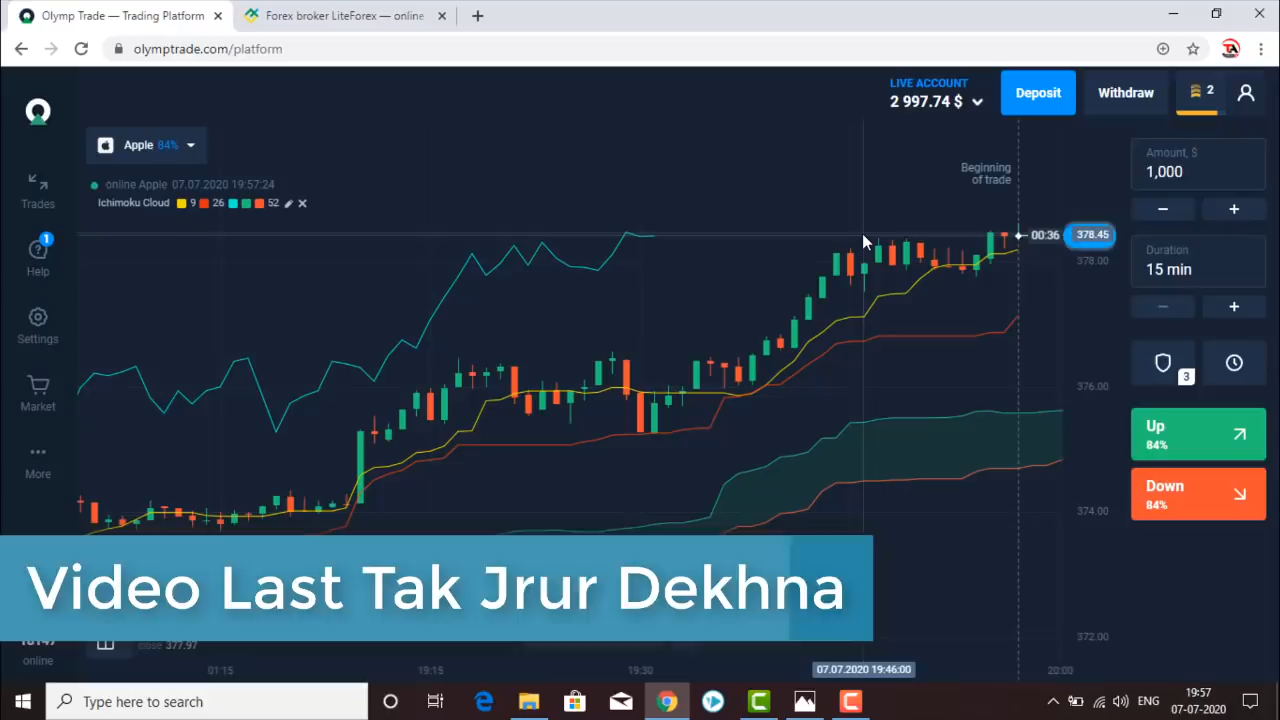 Olymp Trade — Trading Platform
Forex broker LiteForex — online
olymptrade.com/platform
LIVE ACCOUNT
2 997.74 $
Deposit
Withdraw
2
Apple 84%
online Apple 07.07.2020 19:57:24
Ichimoku Cloud 9 26 52
Beginning
of trade
00:36
378.45
378.00
376.00
374.00
372.00
Trades
1
Help
Settings
Market
More
online
Amount, $
1,000
Duration
15 min
3
Up
84%
Down
84%
Video Last Tak Jrur Dekhna
close 377.97
01:15
19:15
19:30
07.07.2020 19:46:00
20:00
Type here to search
ENG
19:57
07-07-2020